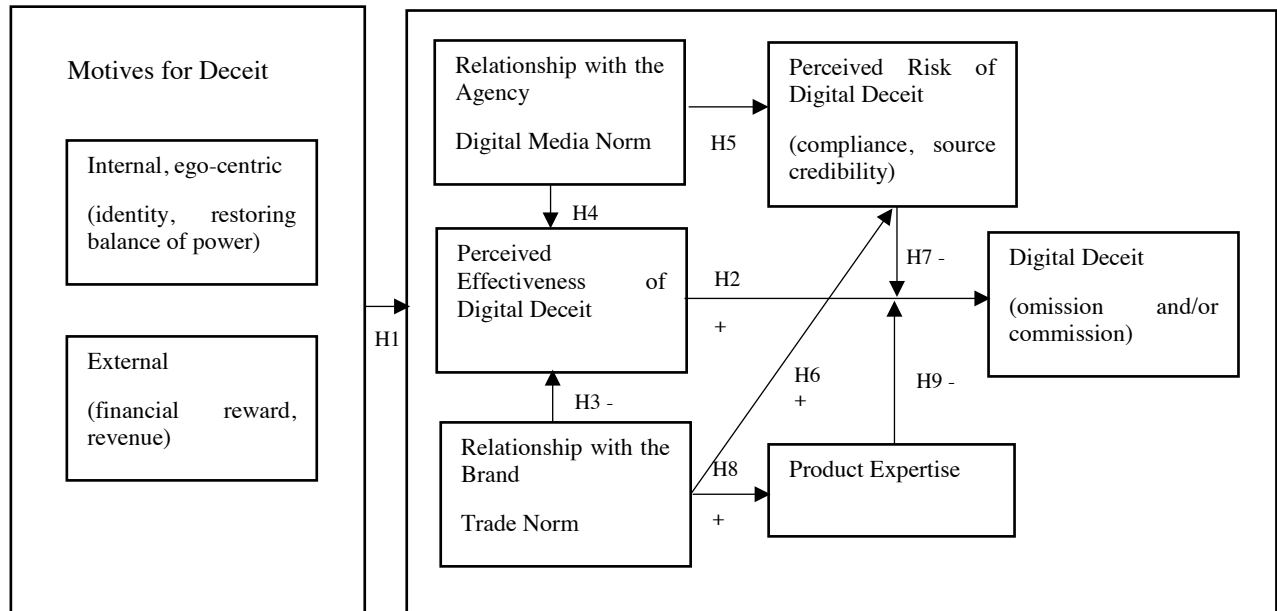 Motives for Deceit
Internal, ego-centric
(identity, restoring
balance of power)
External
(financial reward,
revenue)
H1
Relationship with the
Agency
Digital Media Norm
H5
Perceived Risk of
Digital Deceit
(compliance, source
credibility)
H4
Perceived
Effectiveness of
Digital Deceit
H2
+
H7 -
Digital Deceit
(omission and/or
commission)
H3 -
H6
+
H9 -
Relationship with the
Brand
Trade Norm
H8
+
Product Expertise